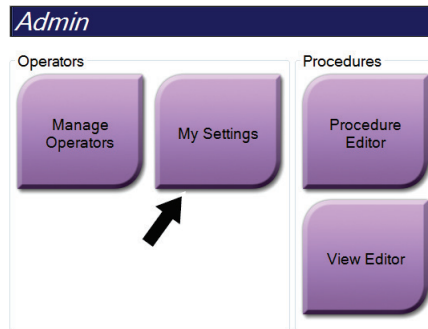 Admin
Operators
Manage
Operators
My Settings
Procedures
Procedure
Editor
View Editor